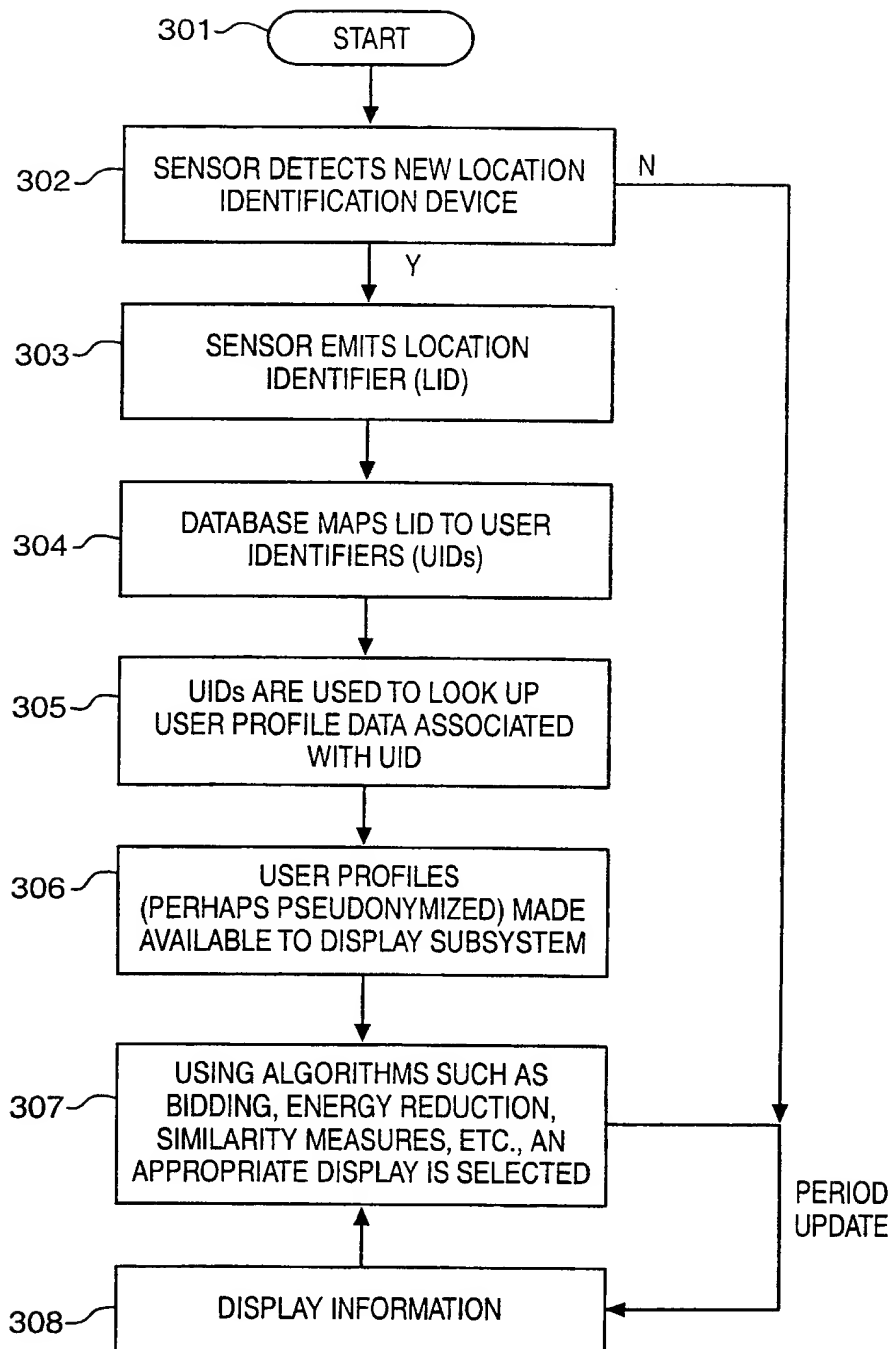 301
START
302
SENSOR DETECTS NEW LOCATION
IDENTIFICATION DEVICE
N
Y
303
SENSOR EMITS LOCATION
IDENTIFIER (LID)
304
DATABASE MAPS LID TO USER
IDENTIFIERS (UIDs)
305
UIDs ARE USED TO LOOK UP
USER PROFILE DATA ASSOCIATED
WITH UID
306
USER PROFILES
(PERHAPS PSEUDONYMIZED) MADE
AVAILABLE TO DISPLAY SUBSYSTEM
307
USING ALGORITHMS SUCH AS
BIDDING, ENERGY REDUCTION,
SIMILARITY MEASURES, ETC., AN
APPROPRIATE DISPLAY IS SELECTED
PERIOD
UPDATE
308
DISPLAY INFORMATION